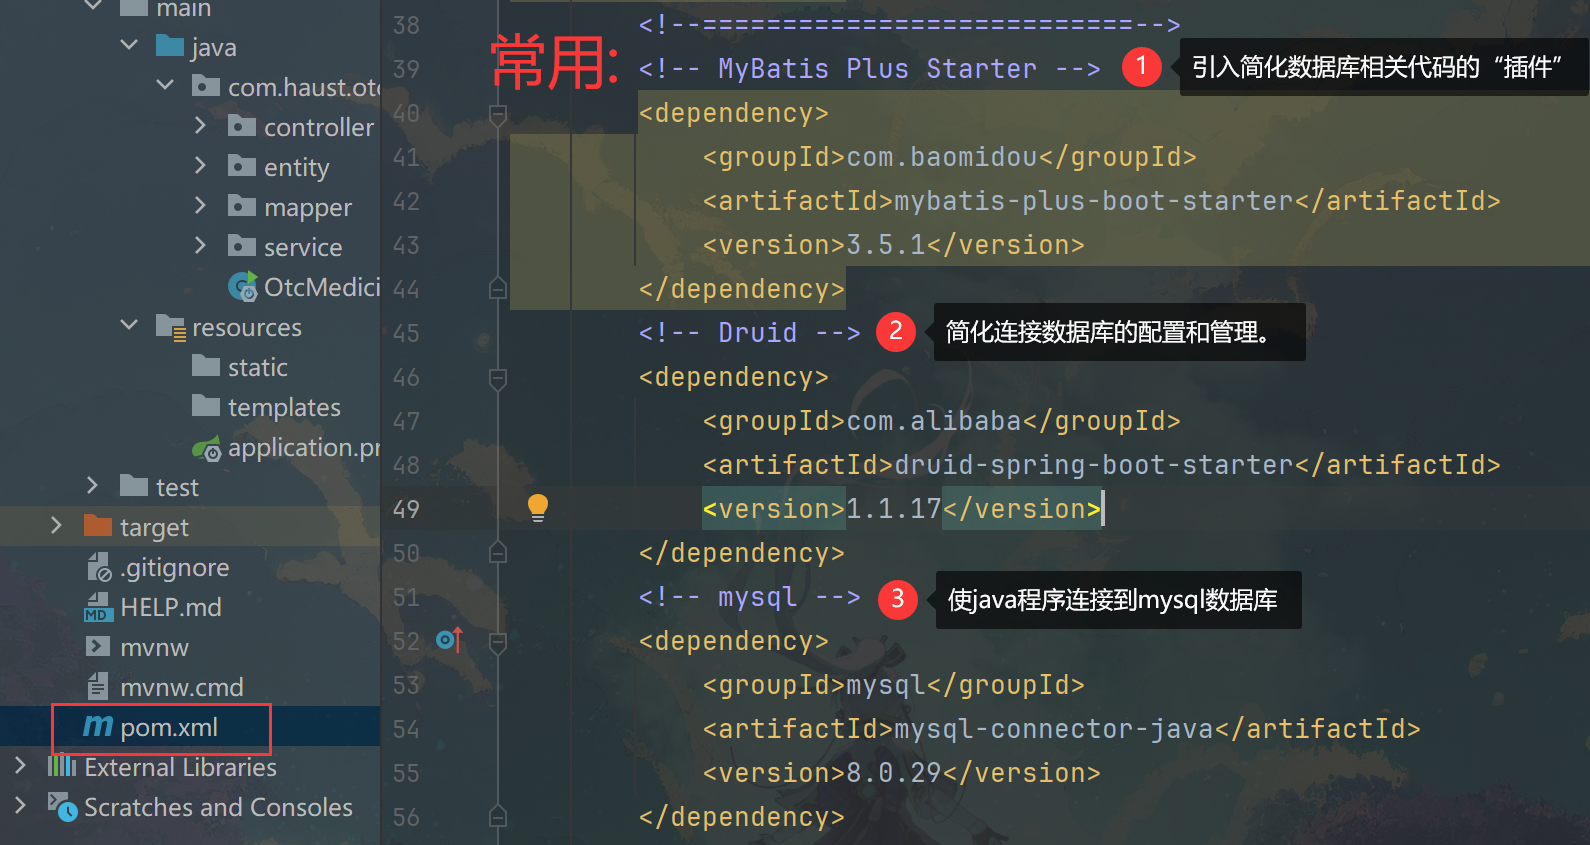 main
java
com.haust.otc
controller
entity
mapper
service
OtcMedici
resources
static
templates
application.pr
test
target
.gitignore
HELP.md
mvnw
mvnw.cmd
pom.xml
External Libraries
Scratches and Consoles
常用:
38 <!--===========================-->
39 <!-- MyBatis Plus Starter --> 1 引入简化数据库相关代码的“插件”
40 <dependency>
41 <groupId>com.baomidou</groupId>
42 <artifactId>mybatis-plus-boot-starter</artifactId>
43 <version>3.5.1</version>
44 </dependency>
45 <!-- Druid --> 2 简化连接数据库的配置和管理。
46 <dependency>
47 <groupId>com.alibaba</groupId>
48 <artifactId>druid-spring-boot-starter</artifactId>
49 <version>1.1.17</version>
50 </dependency>
51 <!-- mysql --> 3 使java程序连接到mysql数据库
52 <dependency>
53 <groupId>mysql</groupId>
54 <artifactId>mysql-connector-java</artifactId>
55 <version>8.0.29</version>
56 </dependency>